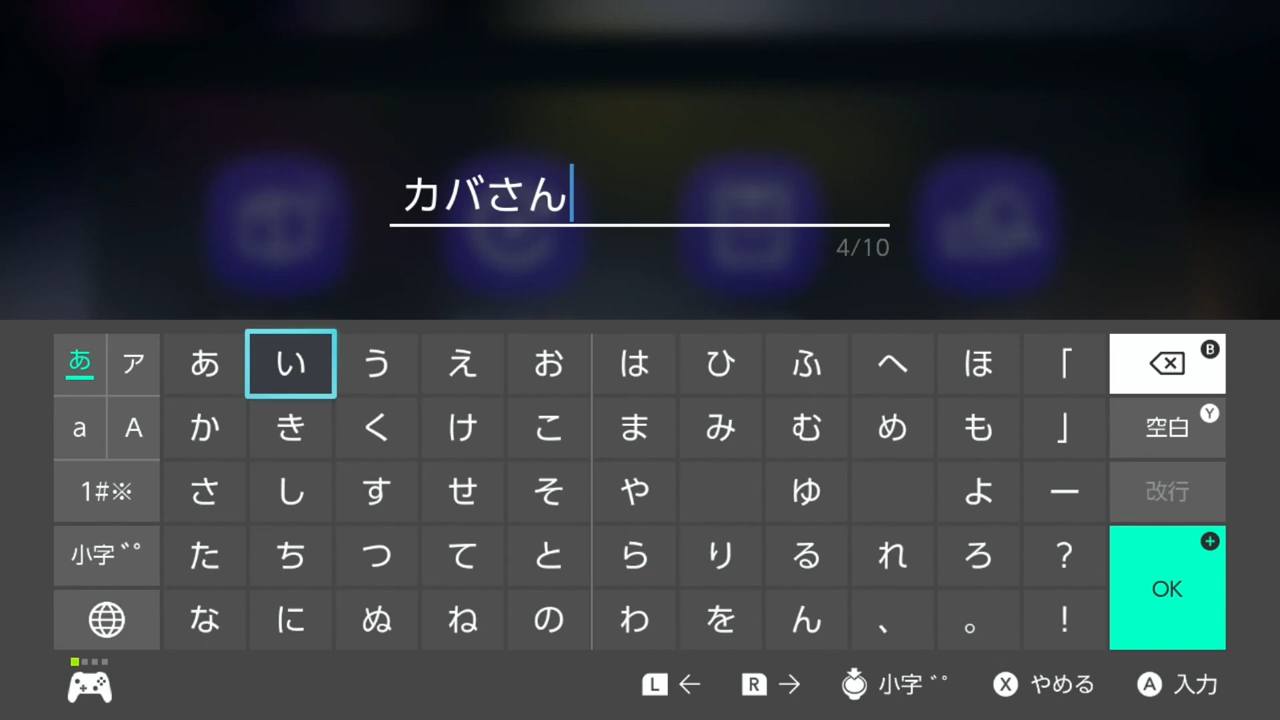 カバさん
4/10
あ ア あ い う え お は ひ ふ へ ほ 「 B
a A か き く け こ ま み む め も 」 空白 Y
1#※ さ し す せ そ や ゆ よ ー 改行
小字゛゜ た ち つ て と ら り る れ ろ ? OK +
な に ぬ ね の わ を ん 、 。 !
L ← R → 小字゛゜ X やめる A 入力